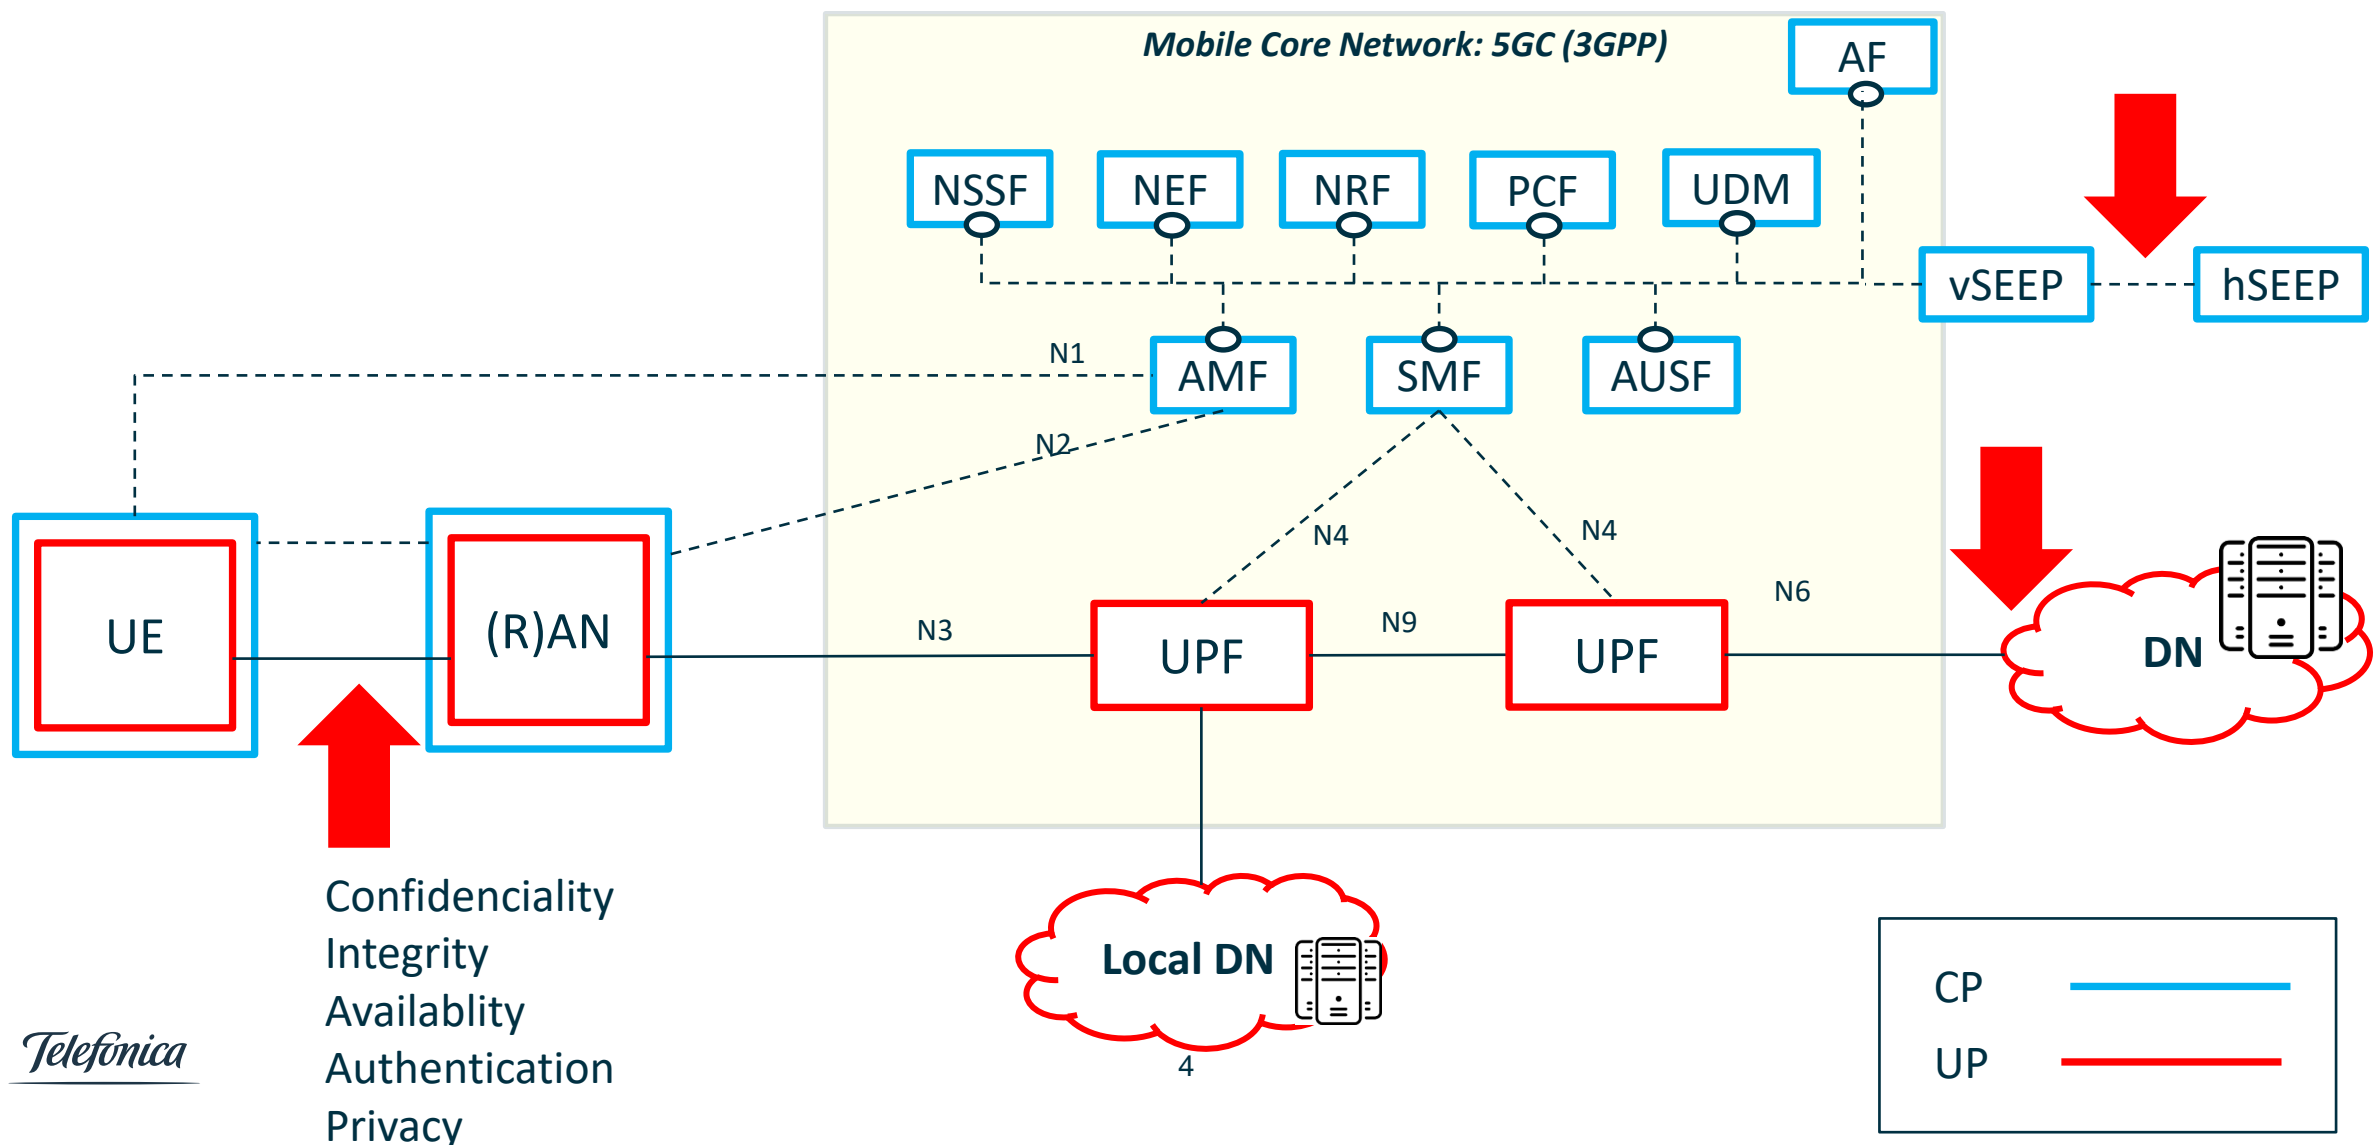 Mobile Core Network: 5GC (3GPP)
AF
NSSF
NEF
NRF
PCF
UDM
vSEEP
hSEEP
N1
AMF
SMF
AUSF
N2
N4
N4
UE
(R)AN
N3
UPF
N9
UPF
N6
DN
Confidenciality
Integrity
Availablity
Authentication
Privacy
Local DN
CP
UP
Telefónica
4